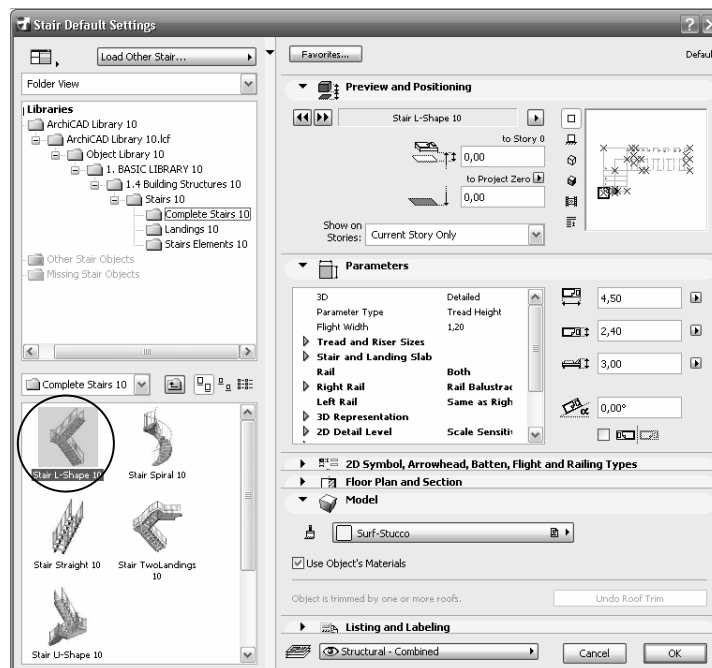 Stair Default Settings
Load Other Stair...
Folder View
Libraries
ArchiCAD Library 10
ArchiCAD Library 10.lcf
Object Library 10
1. BASIC LIBRARY 10
1.4 Building Structures 10
Stairs 10
Complete Stairs 10
Landings 10
Stairs Elements 10
Other Stair Objects
Missing Stair Objects
Complete Stairs 10
Stair L-Shape 10
Stair Spiral 10
Stair Straight 10
Stair TwoLandings
10
Stair U-Shape 10
Favorites...
Defaul
Preview and Positioning
Stair L-Shape 10
to Story 0
0,00
to Project Zero
0,00
Show on
Stories:
Current Story Only
Parameters
3D Detailed
Parameter Type Tread Height
Flight Width 1,20
Tread and Riser Sizes
Stair and Landing Slab
Rail Both
Right Rail Rail Balustrac
Left Rail Same as Righ
3D Representation
2D Detail Level Scale Sensiti
4,50
2,40
3,00
α 0,00°
2D Symbol, Arrowhead, Batten, Flight and Railing Types
Floor Plan and Section
Model
Surf-Stucco
Use Object's Materials
Object is trimmed by one or more roofs.
Undo Roof Trim
Listing and Labeling
Structural - Combined
Cancel
OK